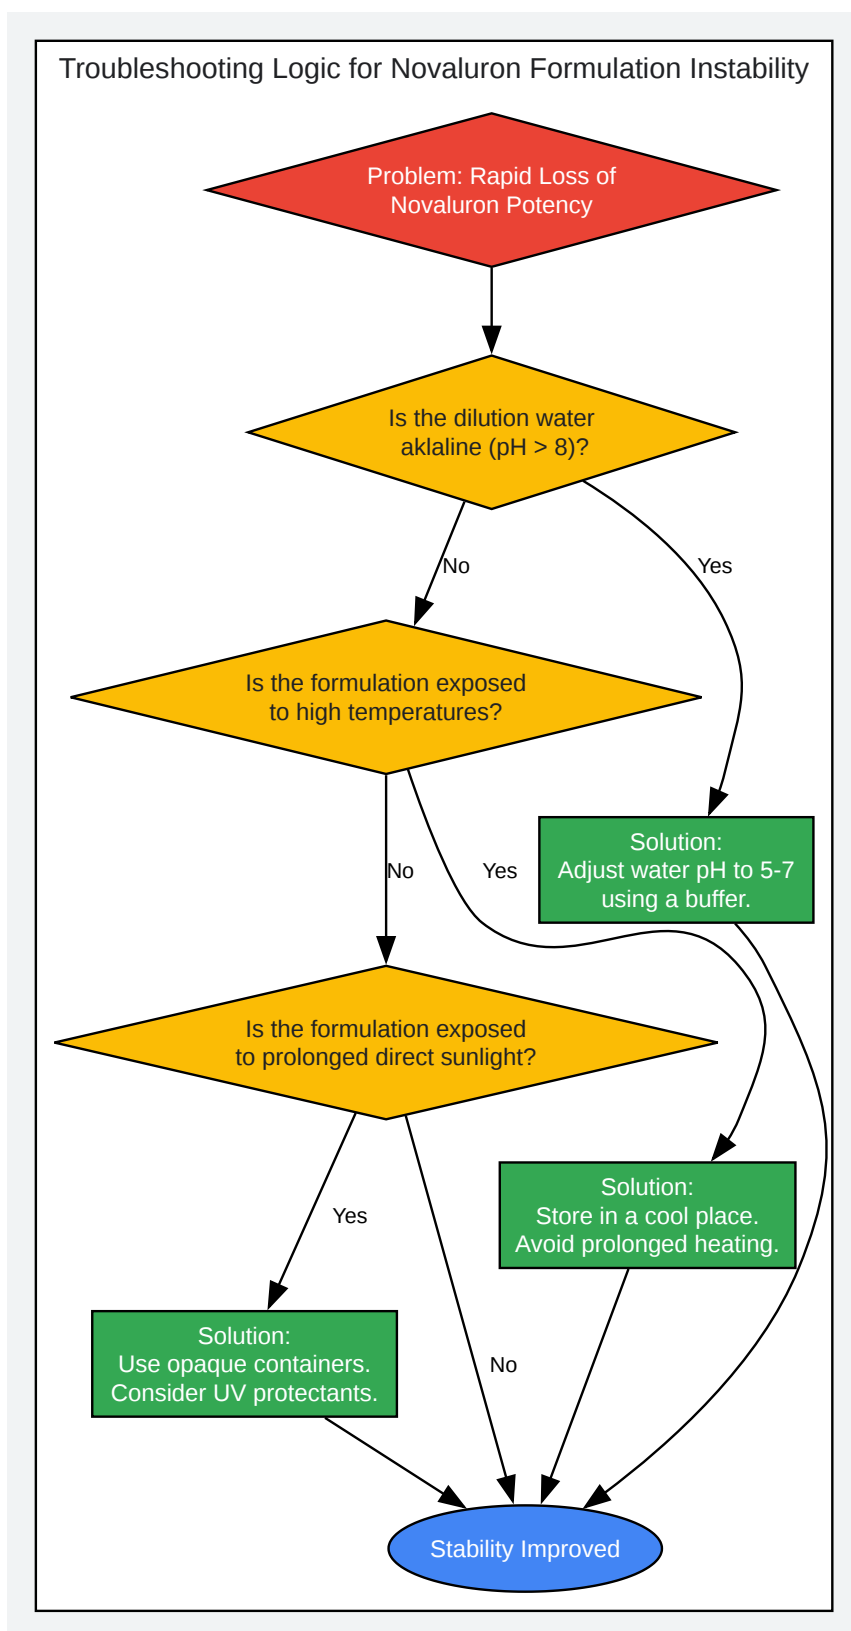 Troubleshooting Logic for Novaluron Formulation Instability
Problem: Rapid Loss of
Novaluron Potency
Is the dilution water
aklaline (pH > 8)?
No
Yes
Is the formulation exposed
to high temperatures?
Solution:
Adjust water pH to 5-7
using a buffer.
No
Yes
Is the formulation exposed
to prolonged direct sunlight?
Solution:
Store in a cool place.
Avoid prolonged heating.
Yes
Solution:
Use opaque containers.
Consider UV protectants.
No
Stability Improved